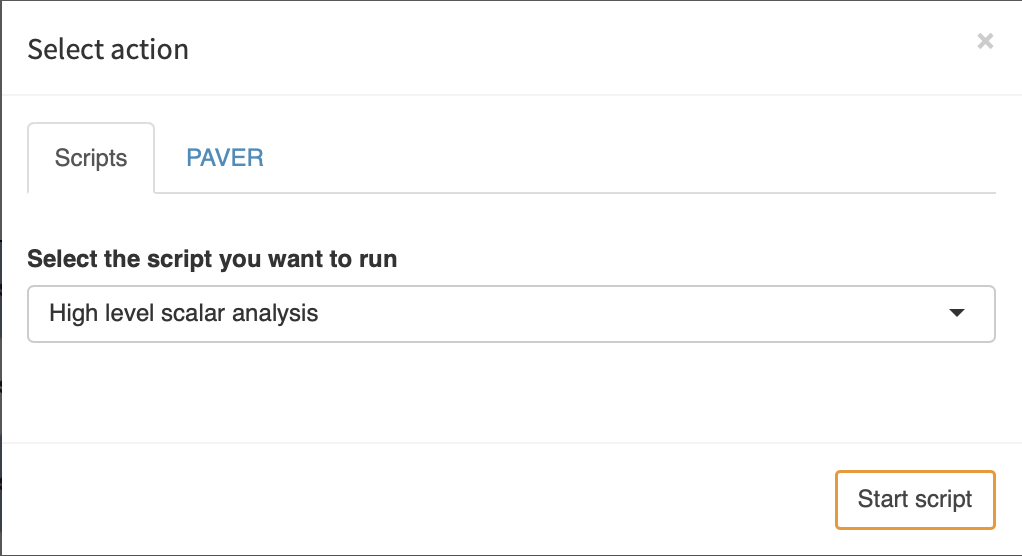 Select action
×
Scripts
PAVER
Select the script you want to run
High level scalar analysis
Start script